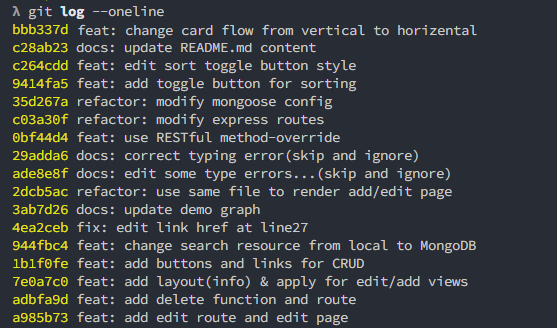 λ git log --oneline
bbb337d feat: change card flow from vertical to horizental
c28ab23 docs: update README.md content
c264cdd feat: edit sort toggle button style
9414fa5 feat: add toggle button for sorting
35d267a refactor: modify mongoose config
c03a30f refactor: modify express routes
0bf44d4 feat: use RESTful method-override
29adda6 docs: correct typing error(skip and ignore)
ade8e8f docs: edit some type errors...(skip and ignore)
2dcb5ac refactor: use same file to render add/edit page
3ab7d26 docs: update demo graph
4ea2ceb fix: edit link href at line27
944fbc4 feat: change search resource from local to MongoDB
1b1f0fe feat: add buttons and links for CRUD
7e0a7c0 feat: add layout(info) & apply for edit/add views
adbfa9d feat: add delete function and route
a985b73 feat: add edit route and edit page